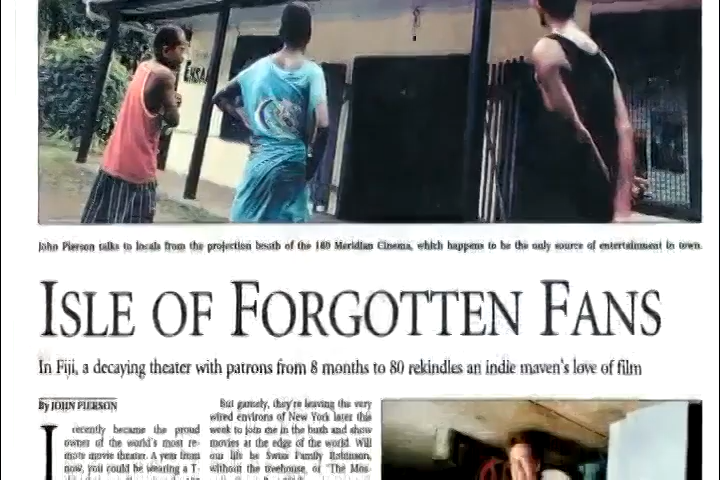 John Pierson talks to locals from the projection booth of the 180 Meridian Cinema, which happens to be the only source of entertainment in town.
ISLE OF FORGOTTEN FANS
In Fiji, a decaying theater with patrons from 8 months to 80 rekindles an indie maven's love of film
By JOHN PIERSON
I recently became the proud
owner of the world's most re-
mote movie theater. A year from
now, you could be wearing a T-
But gamely, they're leaving the very
wired environs of New York later this
week to join me in the bush and show
movies at the edge of the world. Will
our life be Swiss Family Robinson,
without the treehouse, or "The Mos-